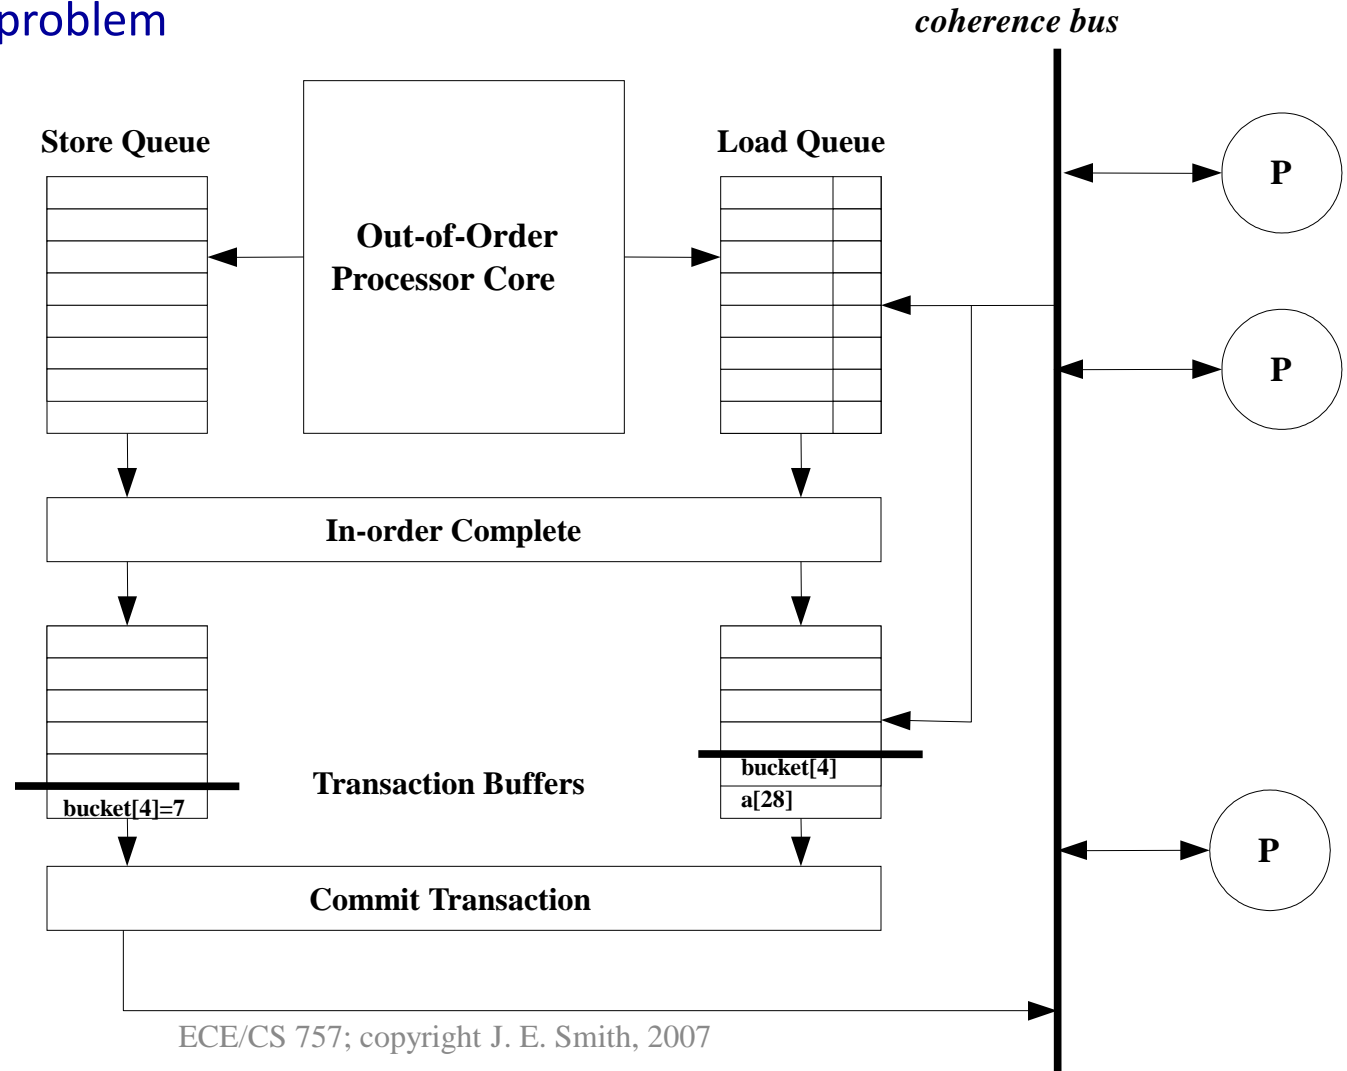 problem
coherence bus
Store Queue
Load Queue
Out-of-Order
Processor Core
P
P
In-order Complete
Transaction Buffers
bucket[4]
a[28]
bucket[4]=7
P
Commit Transaction
ECE/CS 757; copyright J. E. Smith, 2007